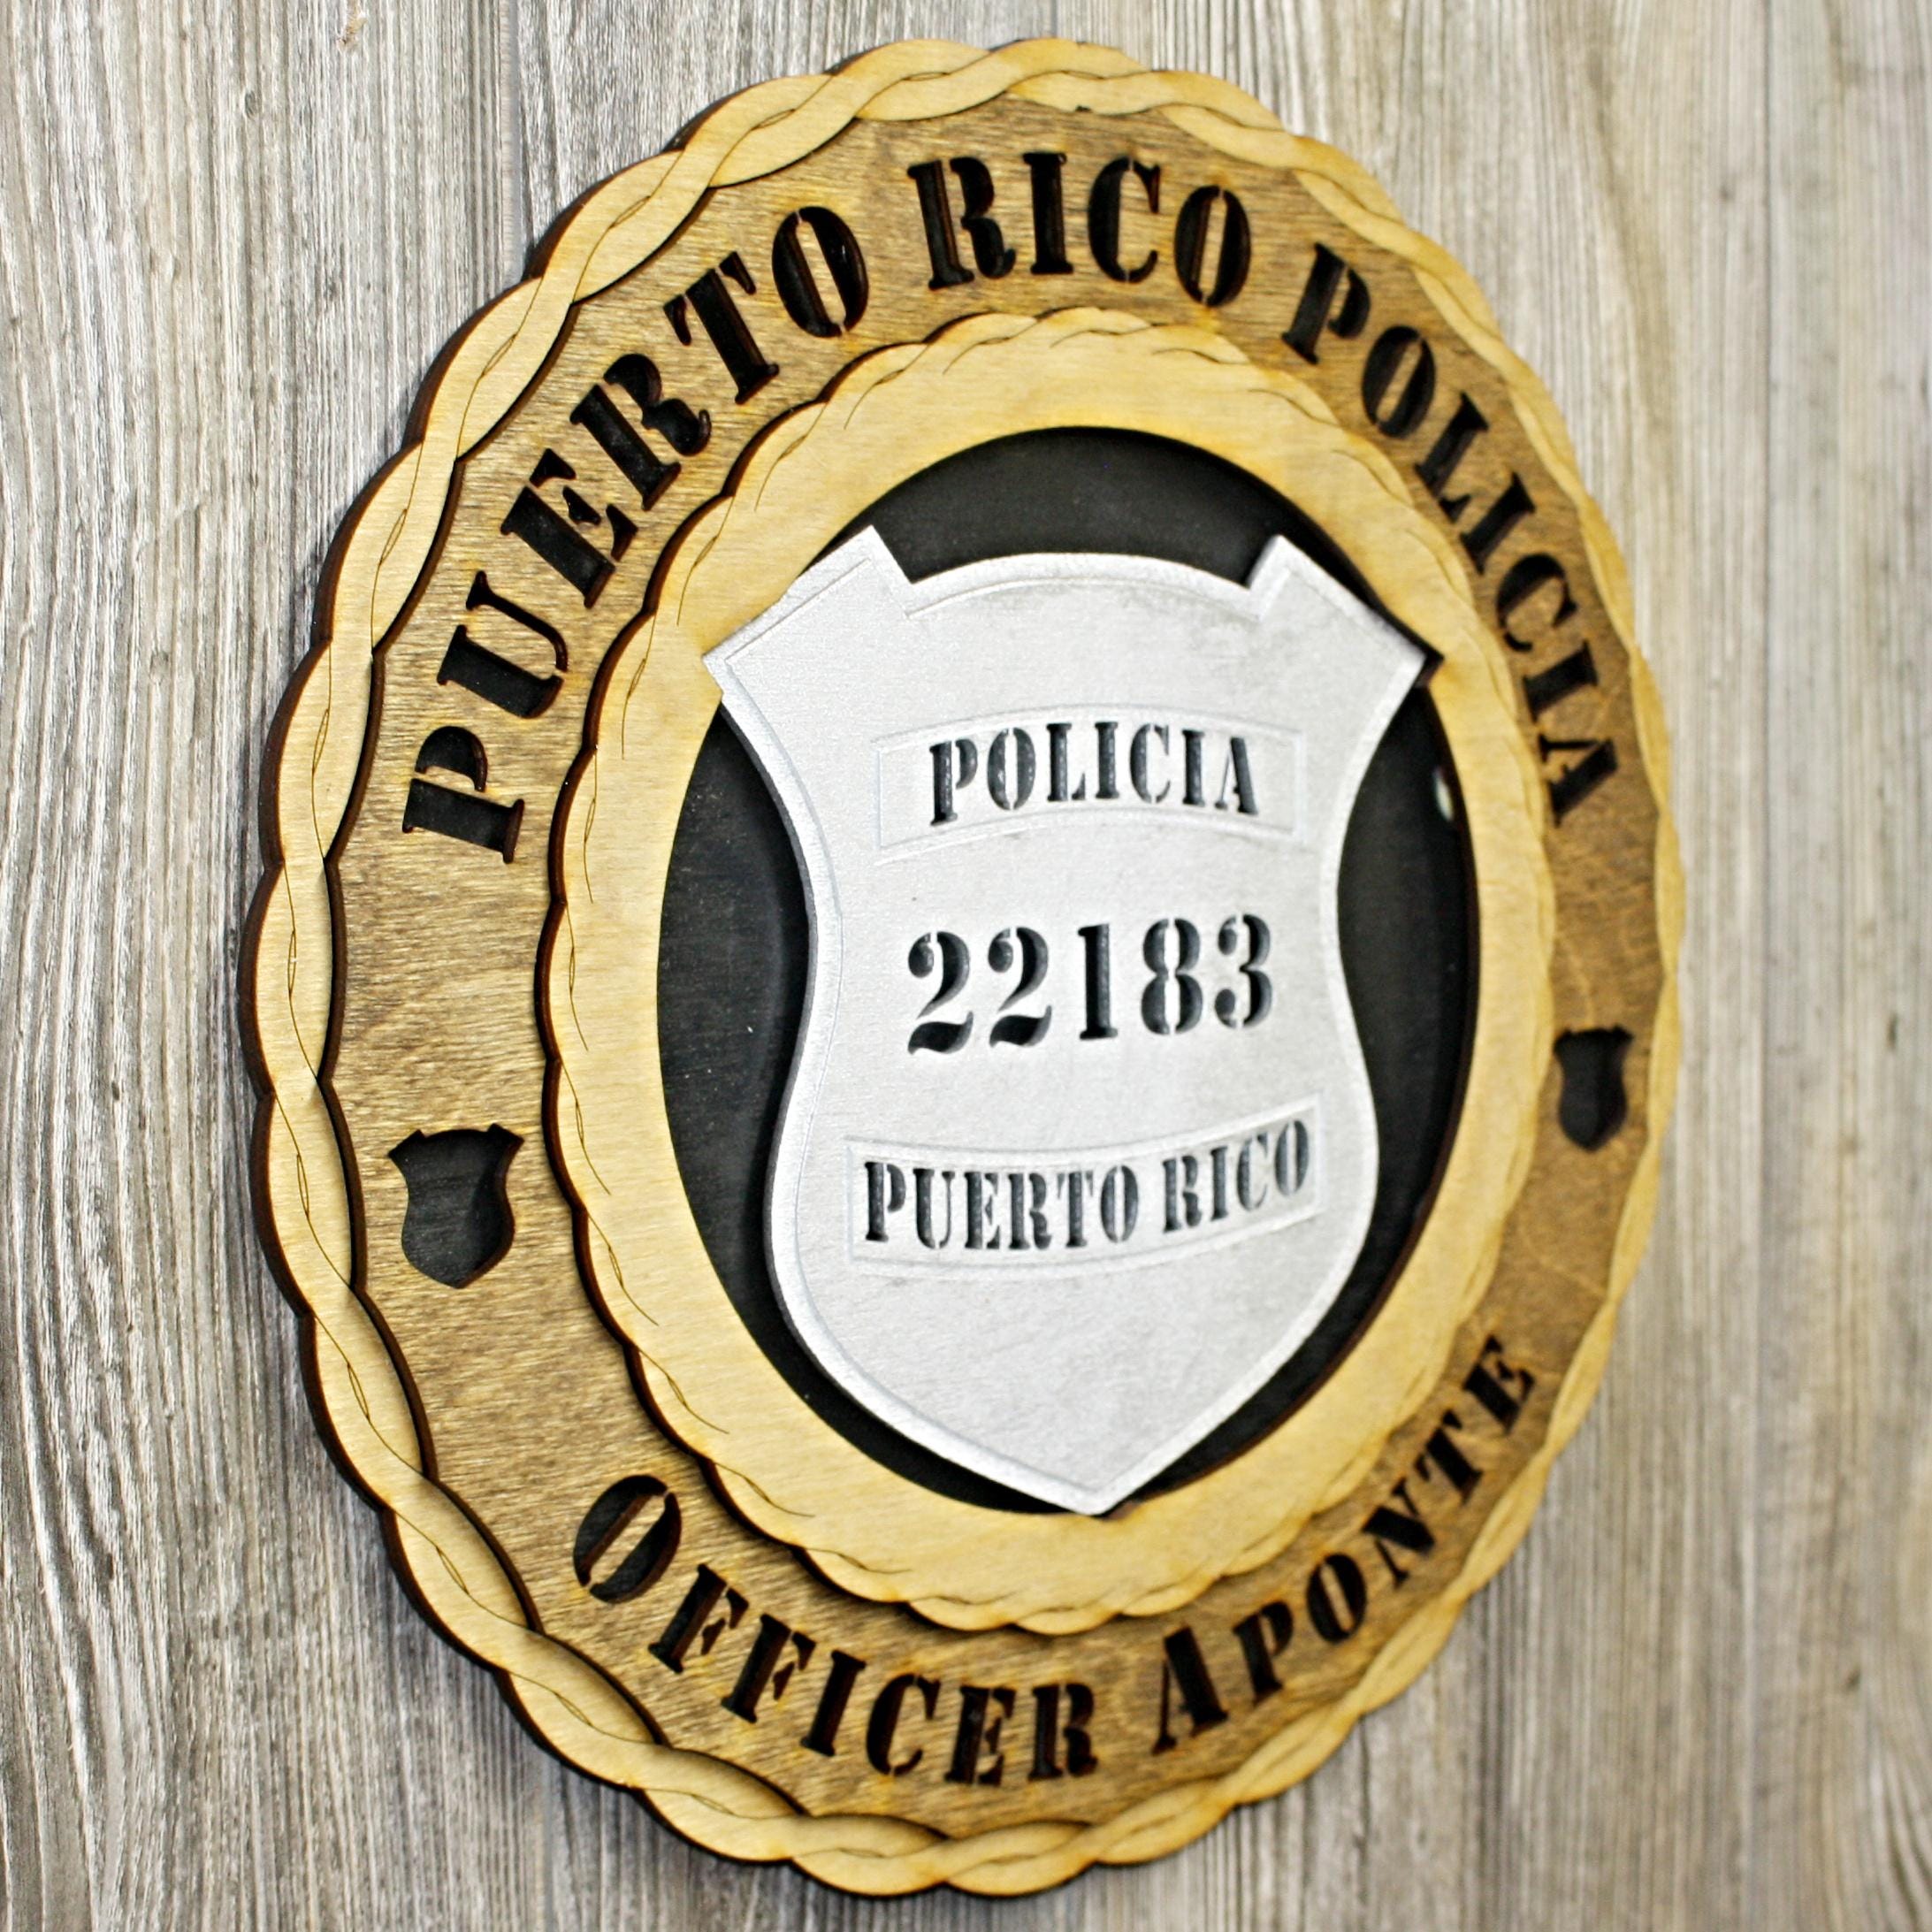 PUERTO RICO POLICIA
POLICIA
22183
PUERTO RICO
OFFICER APONTE